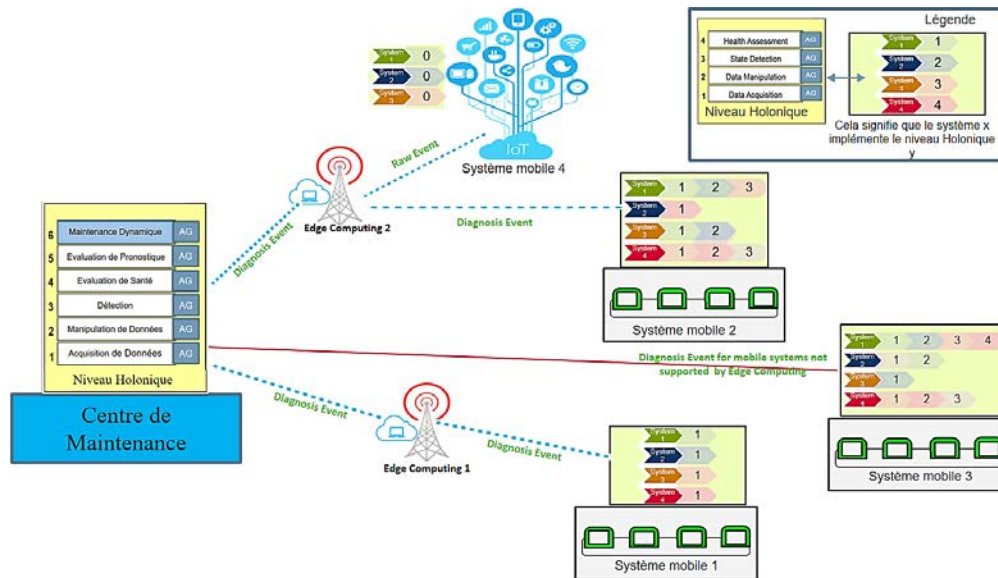 System 1 0
System 2 0
System 3 0
IoT
Système mobile 4
Légende
4 Health Assessment AG
3 State Detection AG
2 Data Manipulation AG
1 Data Acquisition AG
Niveau Holonique
System 1 1
System 2 2
System 3 3
System 4 4
Cela signifie que le système x
implémente le niveau Holonique
y
Raw Event
Edge Computing 2
Diagnosis Event
Diagnosis Event
System 1 1 2 3
System 2 1
System 3 1 2
System 4 1 2 3
Système mobile 2
6 Maintenance Dynamique AG
5 Evaluation de Pronostique AG
4 Evaluation de Santé AG
3 Détection AG
2 Manipulation de Données AG
1 Acquisition de Données AG
Niveau Holonique
Centre de
Maintenance
Diagnosis Event for mobile systems not
supported by Edge Computing
System 1 1 2 3 4
System 2 1 2
System 3 1
System 4 1 2 3
Système mobile 3
Diagnosis Event
Edge Computing 1
Diagnosis Event
System 1 1
System 2 1
System 3 1
System 4 1
Système mobile 1